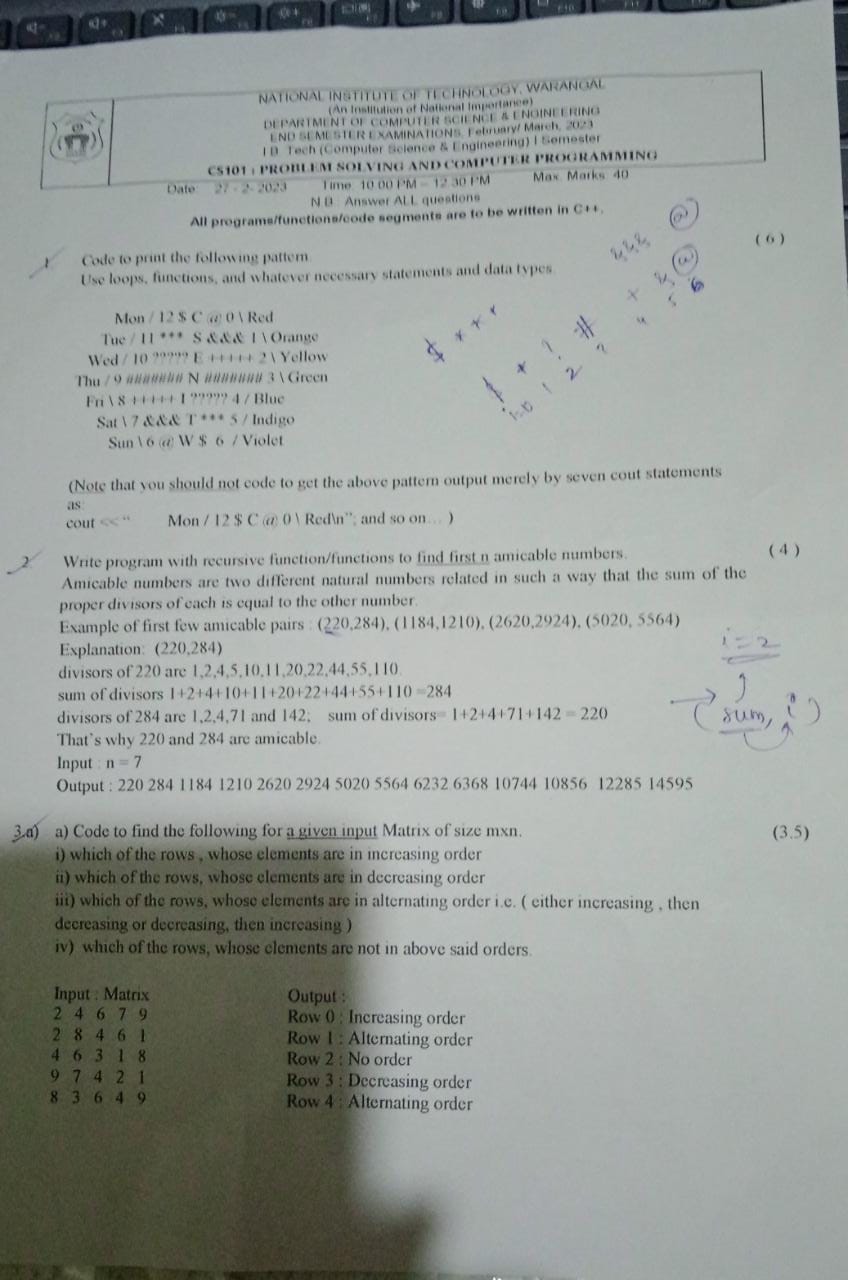 NATIONAL INSTITUTE OF TECHNOLOGY, WARANGAL
(An Institution of National Importance)
DEPARTMENT OF COMPUTER SCIENCE & ENGINEERING
END SEMESTER EXAMINATIONS, February/ March, 2023
I B. Tech (Computer Science & Engineering) I Semester
CS101 : PROBLEM SOLVING AND COMPUTER PROGRAMMING
Date: 27-2-2023 Time 10 00 PM – 12 30 PM Max. Marks 40
N.B. Answer ALL questions
All programs/functions/code segments are to be written in C++.
1 Code to print the following pattern. (6)
Use loops, functions, and whatever necessary statements and data types.
Mon / 12 $ C @ 0 \ Red
Tue / 11 *** S &&& 1 \ Orange
Wed / 10 ????? E +++++ 2 \ Yellow
Thu / 9 ####### N ####### 3 \ Green
Fri \ 8 +++++ I ????? 4 / Blue
Sat \ 7 &&& T *** 5 / Indigo
Sun \ 6 @ W $ 6 / Violet
&&& @
$ * * *
$ * ? # + & @
i=0 1 2 3 4 5 6
(Note that you should not code to get the above pattern output merely by seven cout statements
as:
cout << “ Mon / 12 $ C @ 0 \ Red\n”; and so on... )
2. Write program with recursive function/functions to find first n amicable numbers. (4)
Amicable numbers are two different natural numbers related in such a way that the sum of the
proper divisors of each is equal to the other number.
Example of first few amicable pairs : (220,284), (1184,1210), (2620,2924), (5020, 5564)
Explanation: (220,284)
divisors of 220 are 1,2,4,5,10,11,20,22,44,55,110.
sum of divisors 1+2+4+10+11+20+22+44+55+110 =284
divisors of 284 are 1,2,4,71 and 142; sum of divisors= 1+2+4+71+142 = 220
That's why 220 and 284 are amicable.
i=2
(sum, i)
Input : n = 7
Output : 220 284 1184 1210 2620 2924 5020 5564 6232 6368 10744 10856 12285 14595
3.a) a) Code to find the following for a given input Matrix of size mxn. (3.5)
i) which of the rows , whose elements are in increasing order
ii) which of the rows, whose elements are in decreasing order
iii) which of the rows, whose elements are in alternating order i.e. ( either increasing , then
decreasing or decreasing, then increasing )
iv) which of the rows, whose elements are not in above said orders.
Input : Matrix Output :
2 4 6 7 9 Row 0 : Increasing order
2 8 4 6 1 Row 1 : Alternating order
4 6 3 1 8 Row 2 : No order
9 7 4 2 1 Row 3 : Decreasing order
8 3 6 4 9 Row 4 : Alternating order